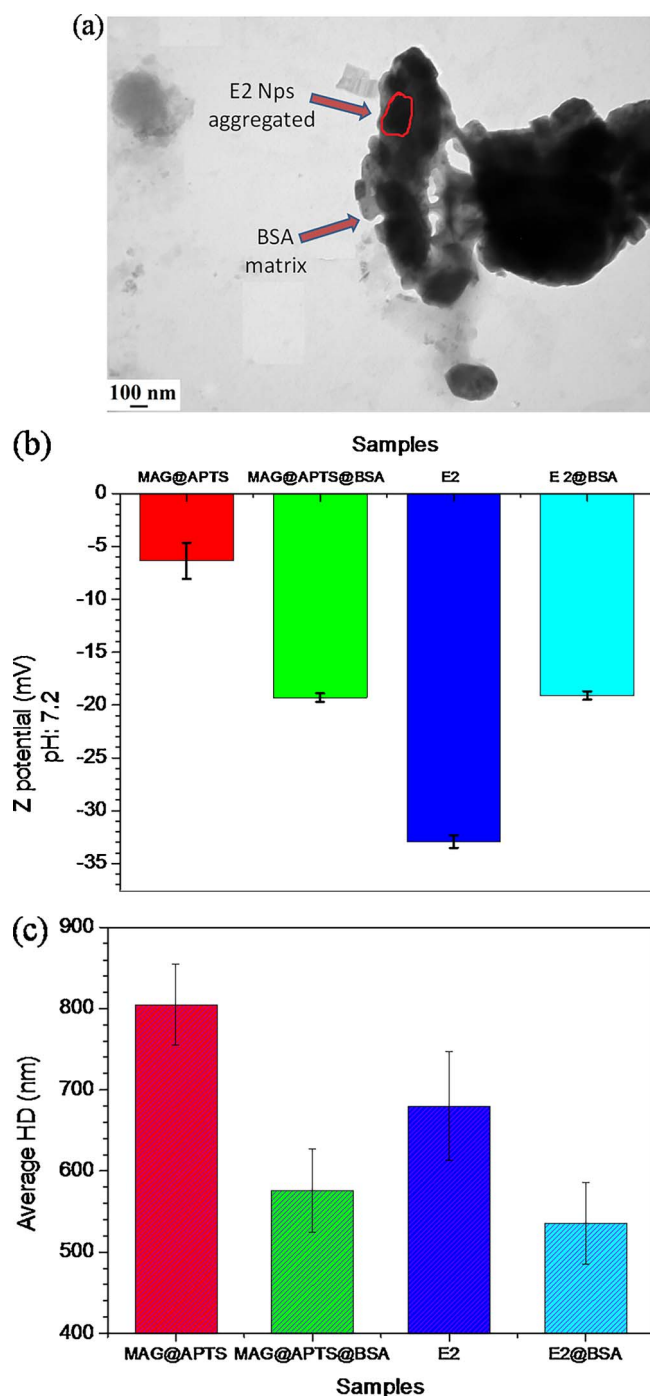 (a)
E2 Nps
aggregated
BSA
matrix
100 nm
(b)
Samples
MAG@APTS MAG@APTS@BSA E2 E 2@BSA
0
-5
-10
-15
-20
-25
-30
-35
Z potential (mV)
pH: 7.2
(c)
900
800
700
600
500
400
Average HD (nm)
MAG@APTS MAG@APTS@BSA E2 E2@BSA
Samples